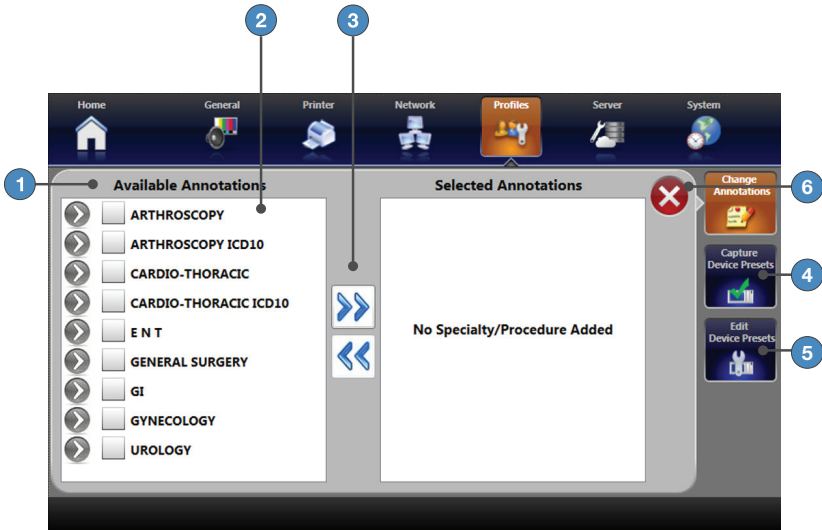 2 3
Home General Printer Network Profiles Server System
1
Available Annotations Selected Annotations
6
Change
Annotations
ARTHROSCOPY
ARTHROSCOPY ICD10
CARDIO-THORACIC
CARDIO-THORACIC ICD10
E N T
GENERAL SURGERY
GI
GYNECOLOGY
UROLOGY
No Specialty/Procedure Added
Capture
Device Presets
4
Edit
Device Presets
5